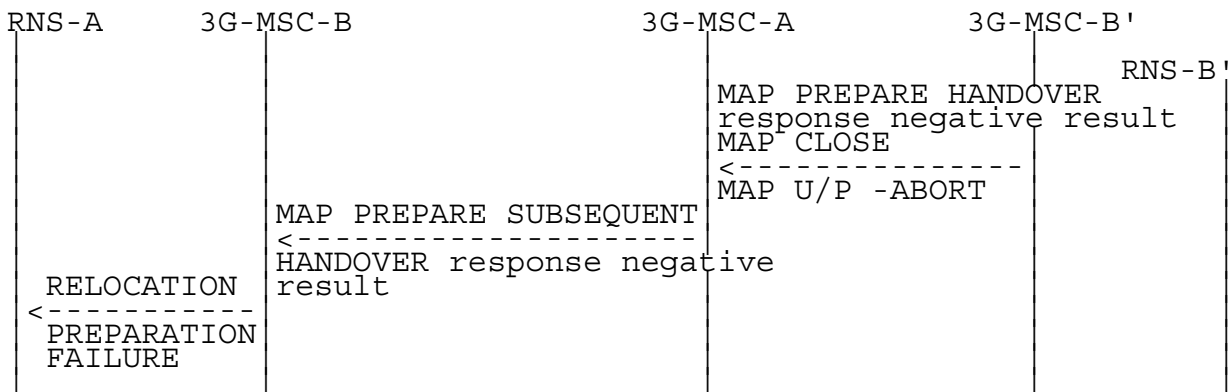 RNS-A 3G-MSC-B 3G-MSC-A 3G-MSC-B'
RNS-B'
MAP PREPARE HANDOVER
response negative result
MAP CLOSE
MAP U/P -ABORT
MAP PREPARE SUBSEQUENT
HANDOVER response negative
result
RELOCATION
PREPARATION
FAILURE